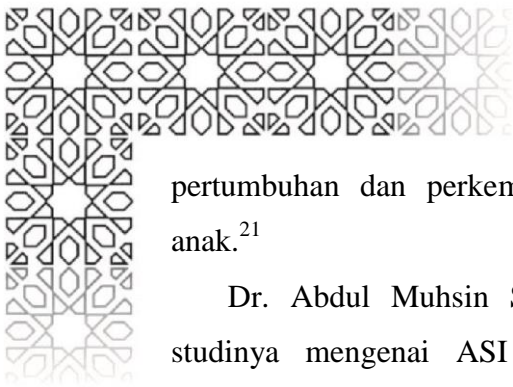 pertumbuhan dan perkem
anak.²¹
Dr. Abdul Muhsin S
studinya mengenai ASI